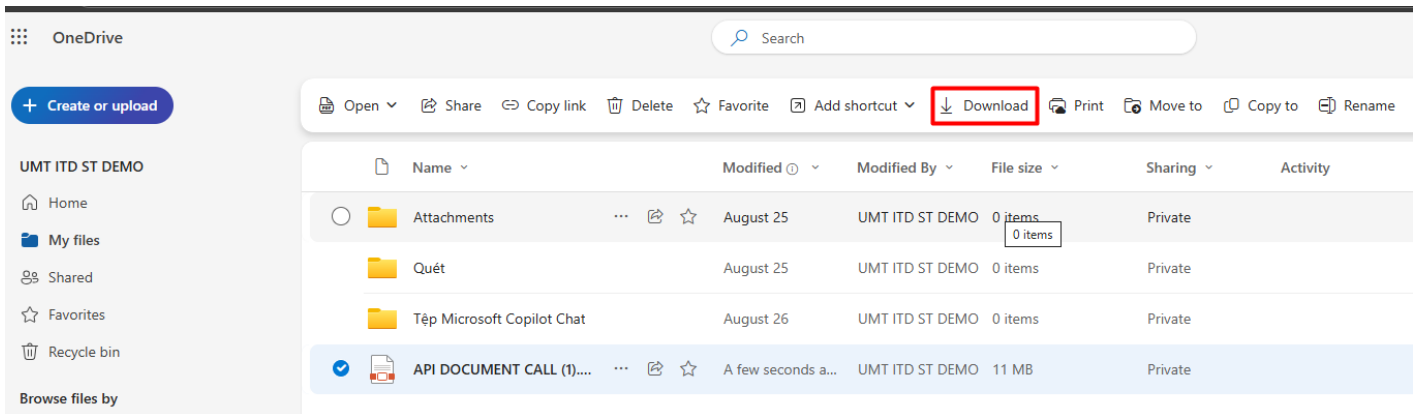 OneDrive
Search
Create or upload
Open Share Copy link Delete Favorite Add shortcut Download Print Move to Copy to Rename
UMT ITD ST DEMO
Home
My files
Shared
Favorites
Recycle bin
Browse files by
Name Modified Modified By File size Sharing Activity
Attachments August 25 UMT ITD ST DEMO 0 items Private
0 items
Quét August 25 UMT ITD ST DEMO 0 items Private
Tệp Microsoft Copilot Chat August 26 UMT ITD ST DEMO 0 items Private
API DOCUMENT CALL (1).... A few seconds a... UMT ITD ST DEMO 11 MB Private